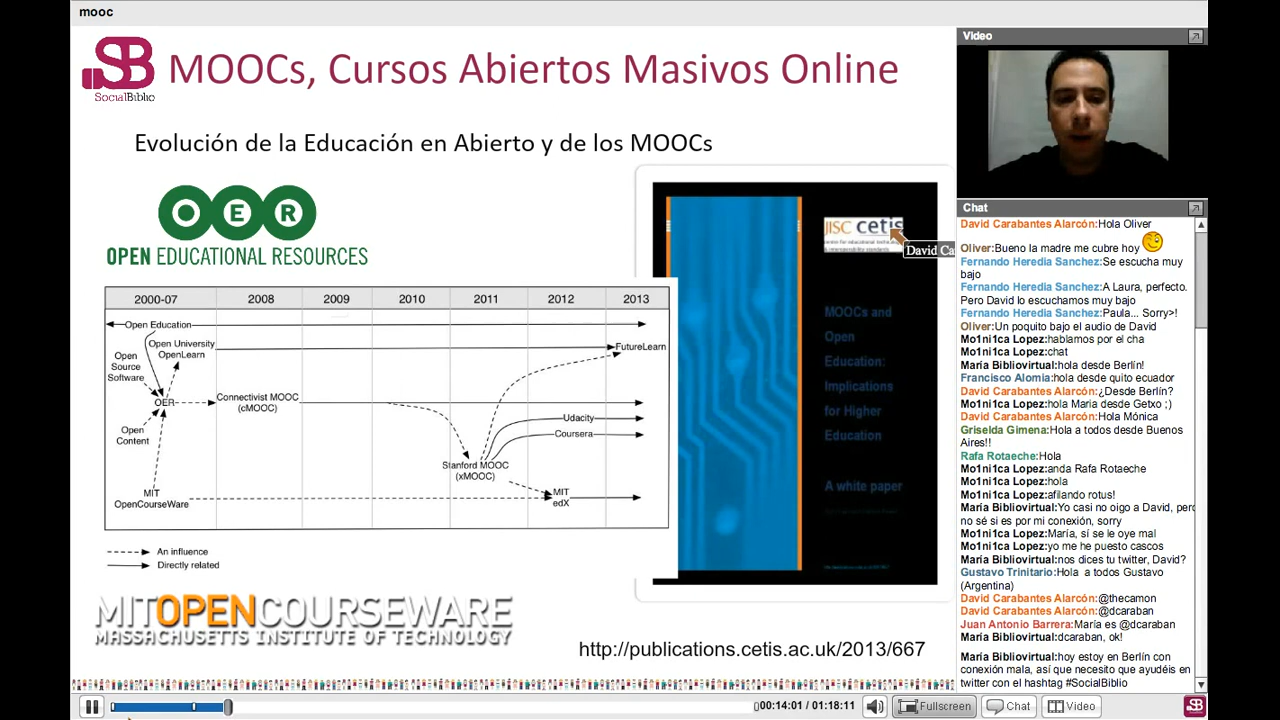 mooc
SB
SocialBiblio
MOOCs, Cursos Abiertos Masivos Online
Evolución de la Educación en Abierto y de los MOOCs
OER
OPEN EDUCATIONAL RESOURCES
2000-07 2008 2009 2010 2011 2012 2013
Open Education
Open University
OpenLearn
FutureLearn
Open
Source
Software
OER
Connectivist MOOC
(cMOOC)
Udacity
Open
Content
Coursera
Stanford MOOC
(xMOOC)
MIT
OpenCourseWare
MIT
edX
An influence
Directly related
MITOPENCOURSEWARE
MASSACHUSETTS INSTITUTE OF TECHNOLOGY
JISC cetis
David Ca
MOOCs and
Open
Education:
Implications
for Higher
Education
A white paper
http://publications.cetis.ac.uk/2013/667
00:14:01 / 01:18:11
Fullscreen
Chat
Video
SB
Video
Chat
David Carabantes Alarcón:Hola Oliver
Oliver:Bueno la madre me cubre hoy
Fernando Heredia Sanchez:Se escucha muy
bajo
Fernando Heredia Sanchez:A Laura, perfecto.
Pero David lo escuchamos muy bajo
Fernando Heredia Sanchez:Paula... Sorry>!
Oliver:Un poquito bajo el audio de David
Mo1ni1ca Lopez:hablamos por el cha
Mo1ni1ca Lopez:chat
María Bibliovirtual:hola desde Berlín!
Francisco Alomia:hola desde quito ecuador
David Carabantes Alarcón:¿Desde Berlín?
Mo1ni1ca Lopez:hola Maria desde Getxo ;)
David Carabantes Alarcón:Hola Mónica
Griselda Gimena:Hola a todos desde Buenos
Aires!!
Rafa Rotaeche:Hola
Mo1ni1ca Lopez:anda Rafa Rotaeche
Mo1ni1ca Lopez:hola
Mo1ni1ca Lopez:afilando rotus!
María Bibliovirtual:Yo casi no oigo a David, pero
no sé si es por mi conexión, sorry
Mo1ni1ca Lopez:María, sí se le oye mal
Mo1ni1ca Lopez:yo me he puesto cascos
María Bibliovirtual:nos dices tu twitter, David?
Gustavo Trinitario:Hola a todos Gustavo
(Argentina)
David Carabantes Alarcón:@thecamon
David Carabantes Alarcón:@dcaraban
Juan Antonio Barrera:María es @dcaraban
María Bibliovirtual:dcaraban, ok!
María Bibliovirtual:hoy estoy en Berlín con
conexión mala, así que necesito que ayudéis en
twitter con el hashtag #SocialBiblio